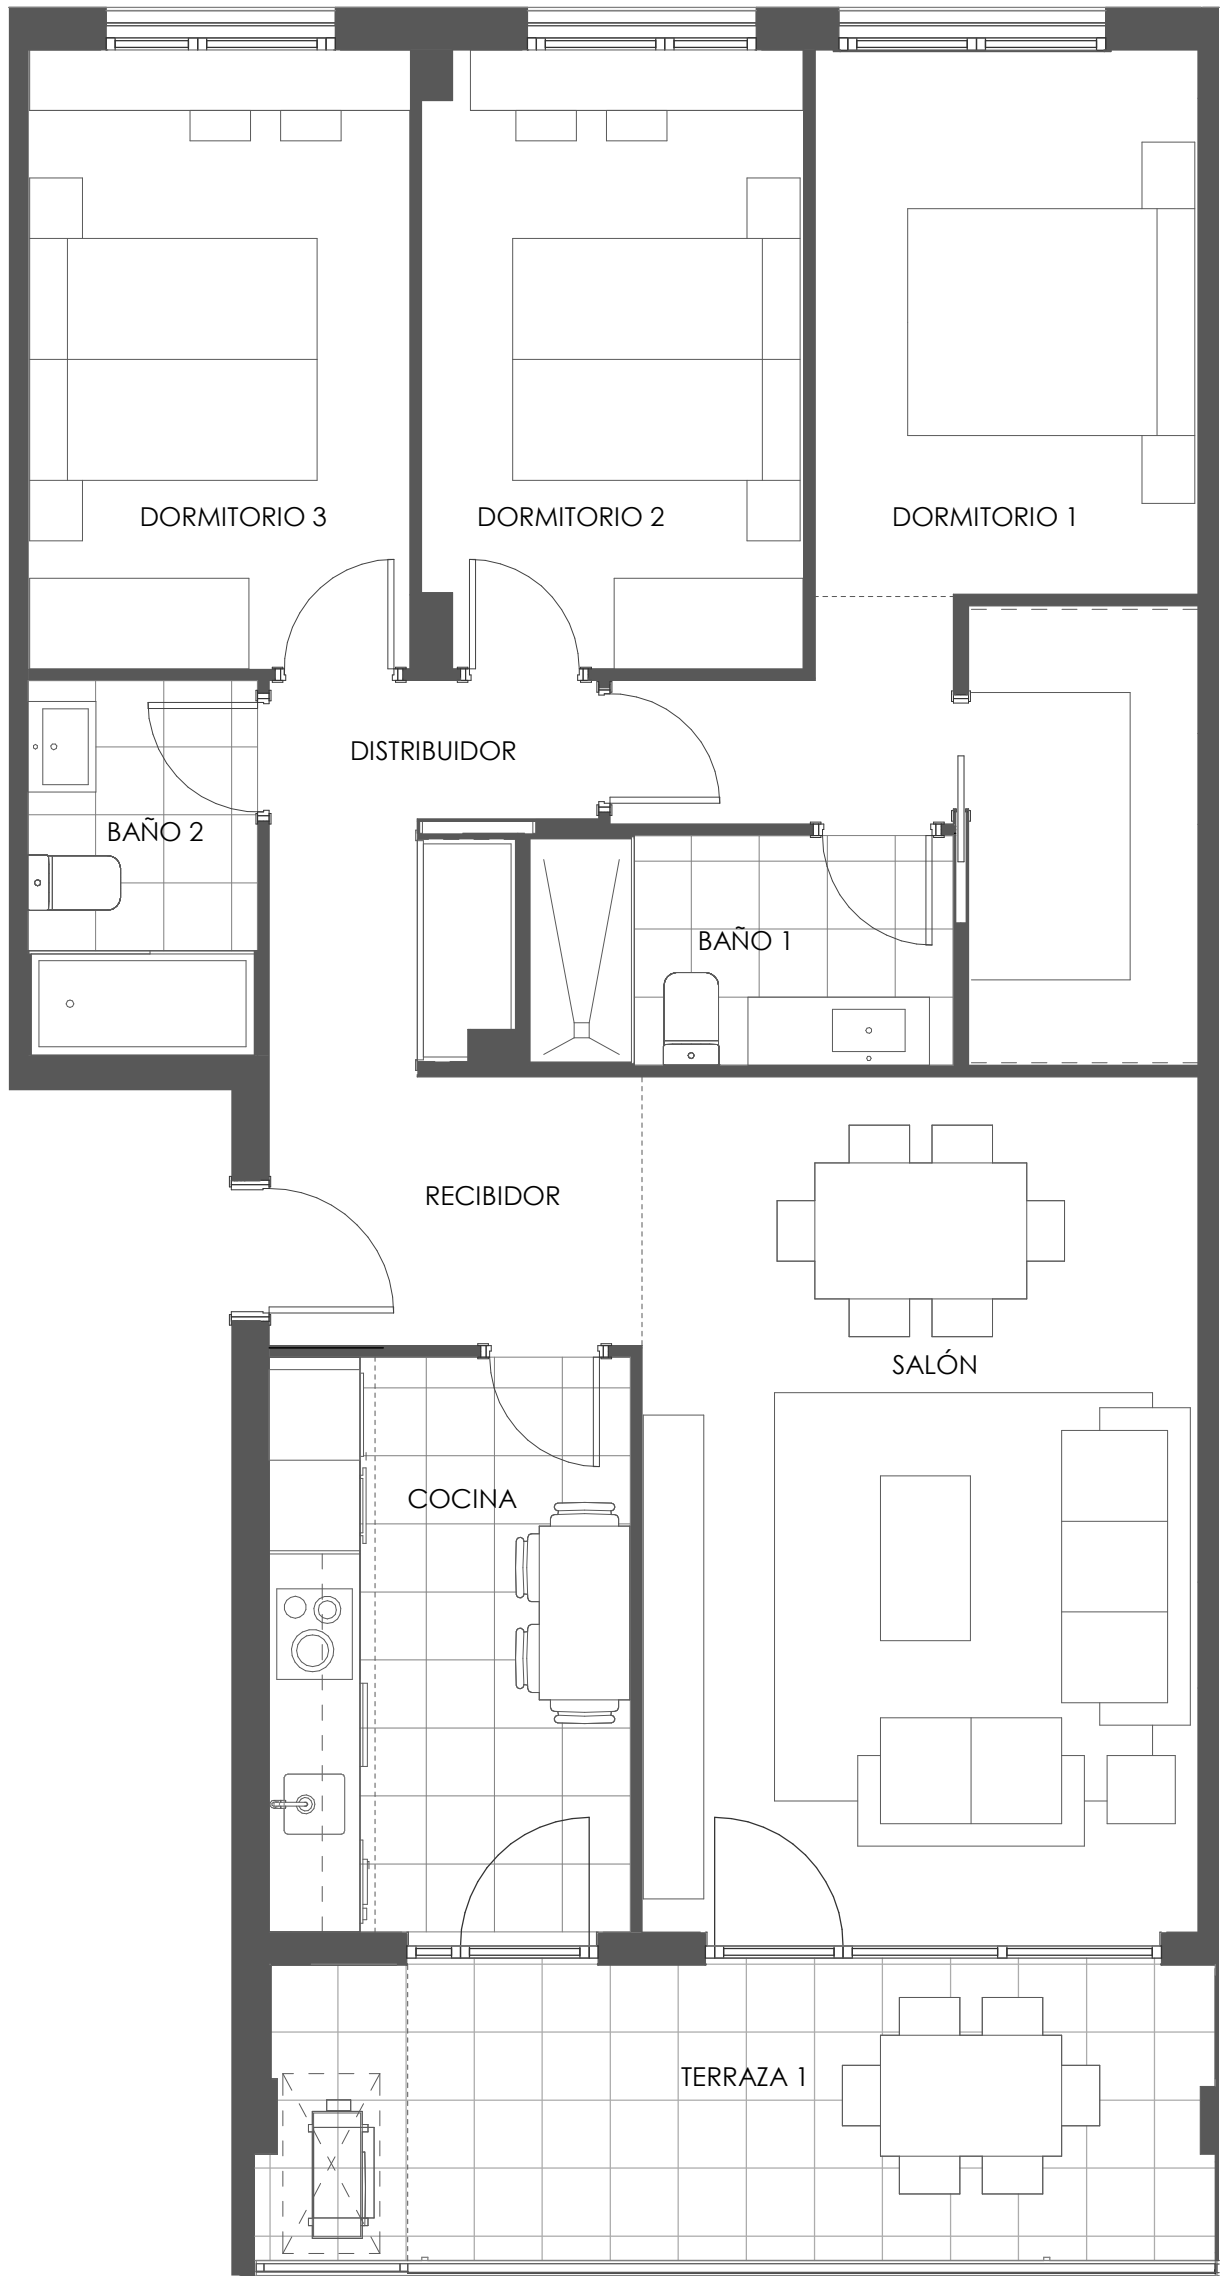 DORMITORIO 3
DORMITORIO 2
DORMITORIO 1
DISTRIBUIDOR
BAÑO 2
BAÑO 1
RECIBIDOR
SALÓN
COCINA
TERRAZA 1